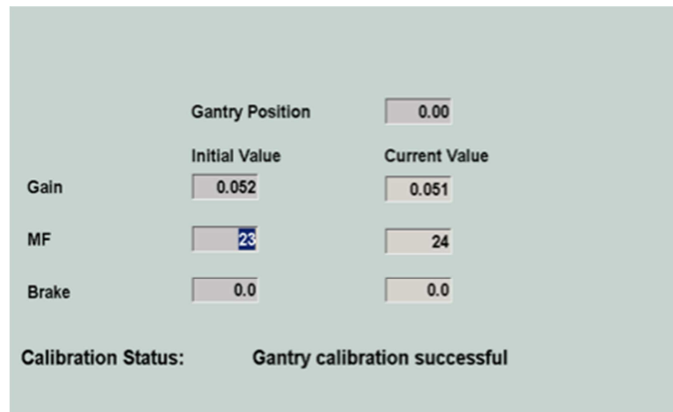 Gantry Position 0.00
Initial Value Current Value
Gain 0.052 0.051
MF 23 24
Brake 0.0 0.0
Calibration Status: Gantry calibration successful